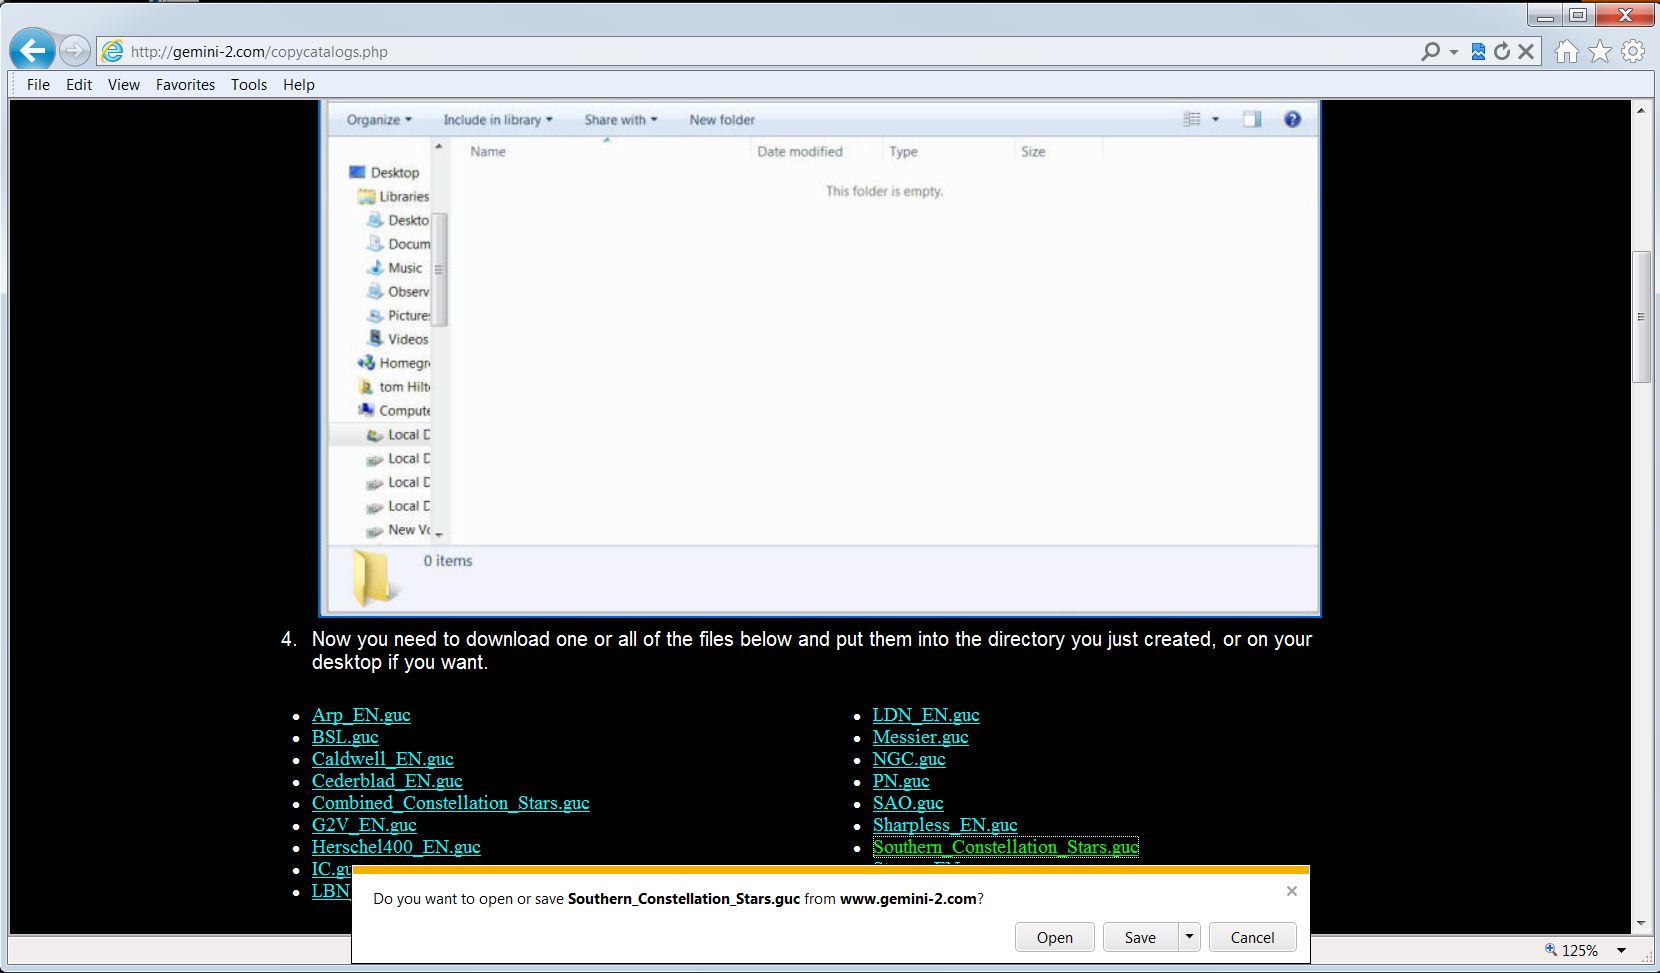 http://gemini-2.com/copycatalogs.php
File Edit View Favorites Tools Help
Organize Include in library Share with New folder
Name Date modified Type Size
This folder is empty.
Desktop
Libraries
Deskto
Docum
Music
Observ
Pictures
Videos
Homegr
tom Hilt
Compute
Local D
Local D
Local D
Local D
New Vo
0 items
4. Now you need to download one or all of the files below and put them into the directory you just created, or on your
desktop if you want.
Arp_EN.guc
BSL.guc
Caldwell_EN.guc
Cederblad_EN.guc
Combined_Constellation_Stars.guc
G2V_EN.guc
Herschel400_EN.guc
IC.gu
LBN
LDN_EN.guc
Messier.guc
NGC.guc
PN.guc
SAO.guc
Sharpless_EN.guc
Southern_Constellation_Stars.guc
Do you want to open or save Southern_Constellation_Stars.guc from www.gemini-2.com?
Open Save Cancel
125%